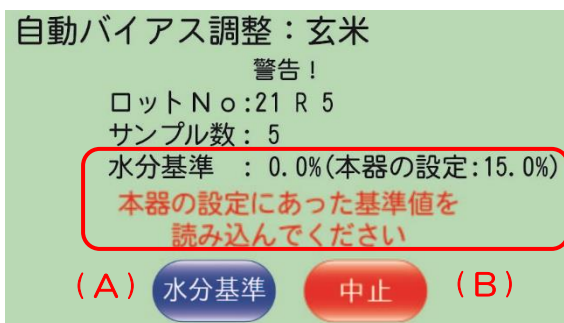 自動バイアス調整：玄米
警告！
ロットＮｏ:21 R 5
サンプル数: 5
水分基準 : 0.0%(本器の設定:15.0%)
本器の設定にあった基準値を
読み込んでください
(A) 水分基準 中止 (B)